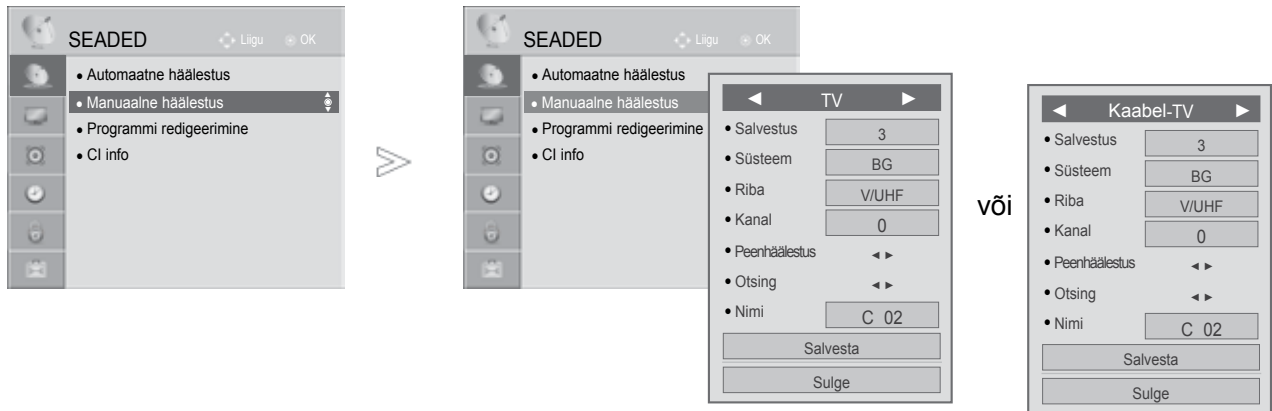 SEADED Liigu OK
• Automaatne häälestus
• Manuaalne häälestus
• Programmi redigeerimine
• CI info
SEADED Liigu OK
• Automaatne häälestus
• Manuaalne häälestus
• Programmi redigeerimine
• CI info
◄ TV ►
• Salvestus 3
• Süsteem BG
• Riba V/UHF
• Kanal 0
• Peenhäälestus ◄ ►
• Otsing ◄ ►
• Nimi C 02
Salvesta
Sulge
või
◄ Kaabel-TV ►
• Salvestus 3
• Süsteem BG
• Riba V/UHF
• Kanal 0
• Peenhäälestus ◄ ►
• Otsing ◄ ►
• Nimi C 02
Salvesta
Sulge